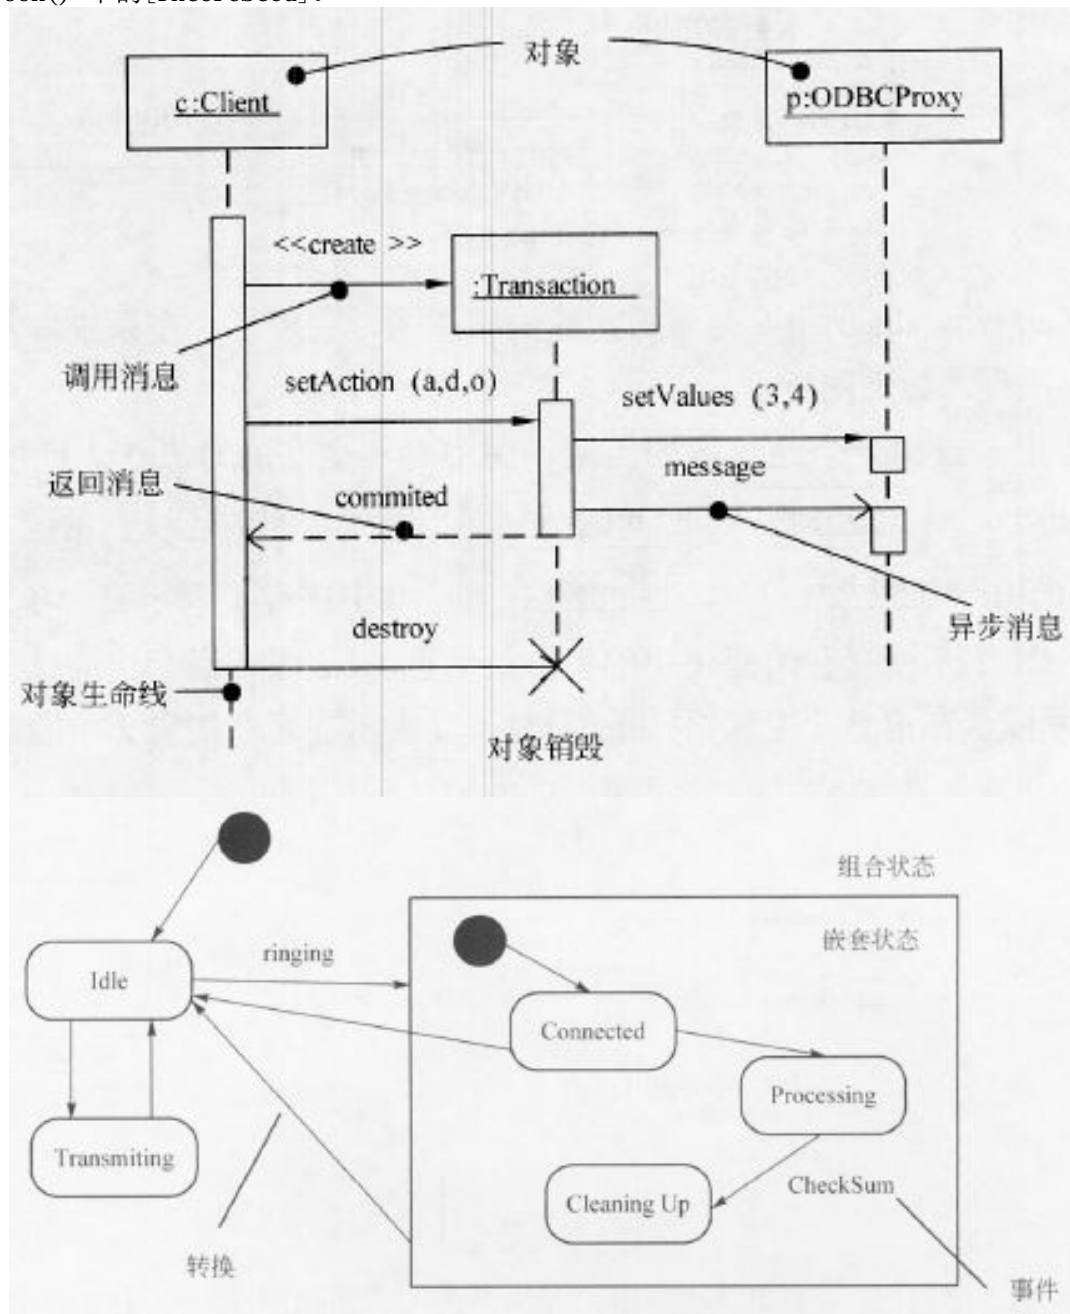 对象
c:Client
p:ODBCProxy
<<create >>
:Transaction
调用消息
setAction (a,d,o)
setValues (3,4)
返回消息
commited
message
destroy
异步消息
对象生命线
对象销毁
组合状态
嵌套状态
ringing
Idle
Connected
Processing
Transmiting
Cleaning Up
CheckSum
转换
事件